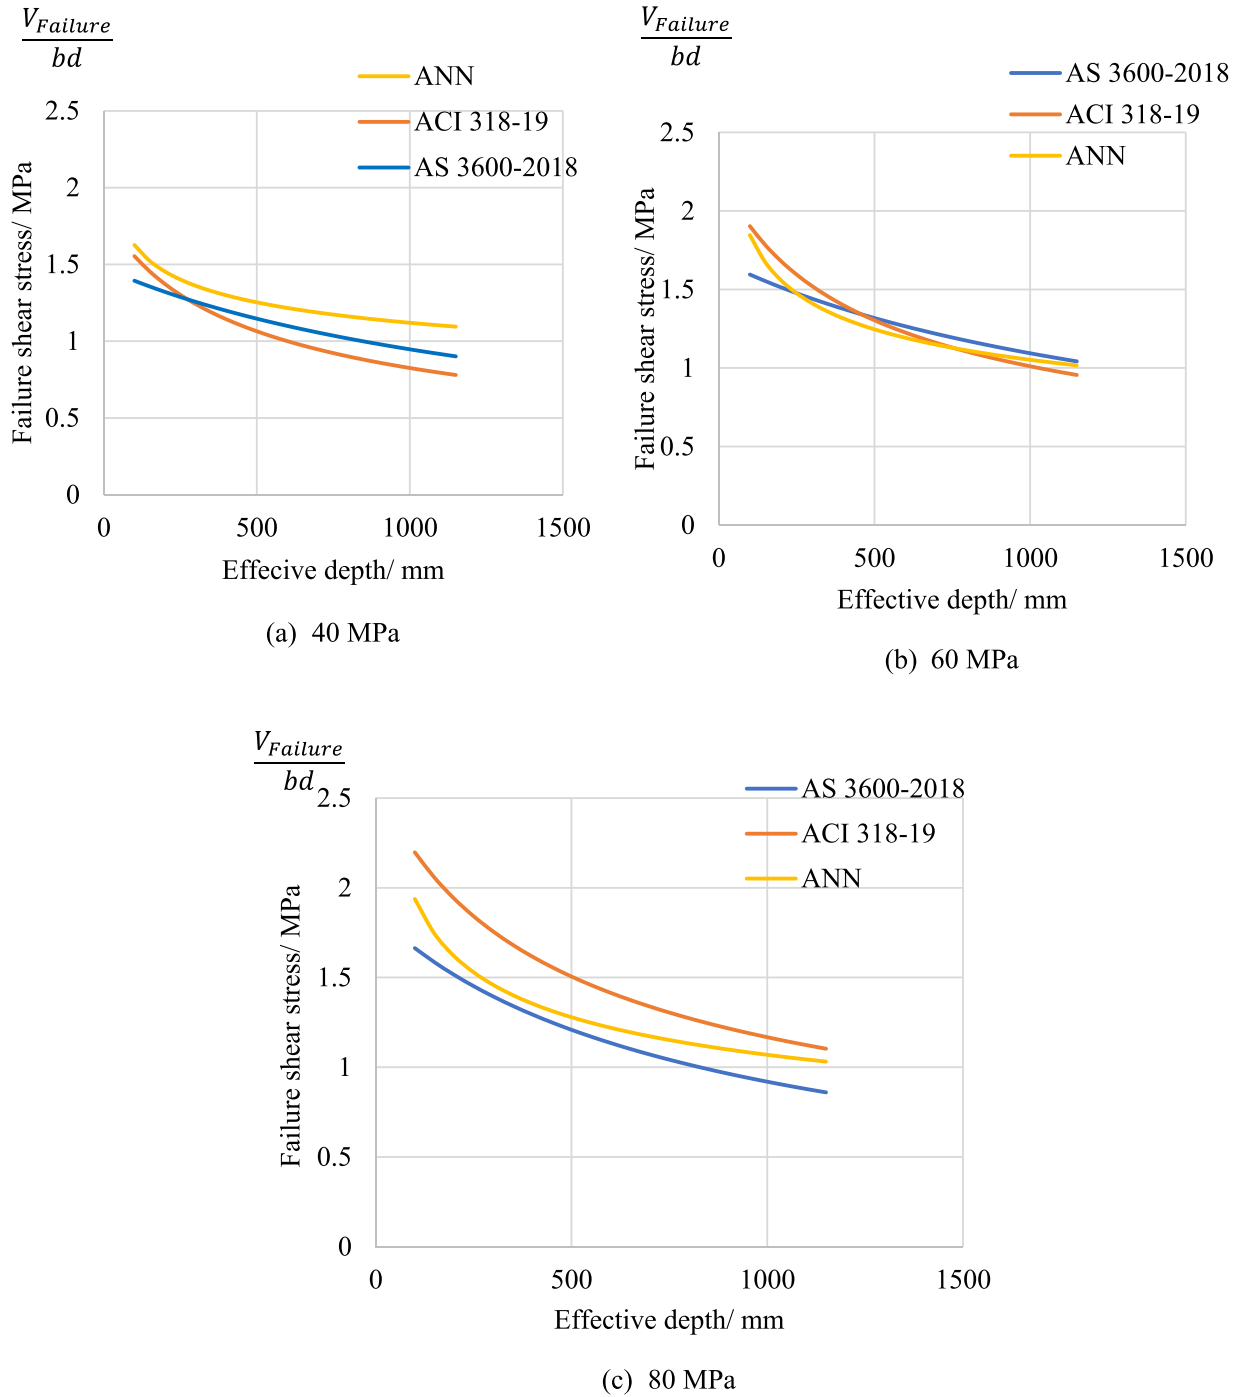 V_Failure
bd
ANN
ACI 318-19
AS 3600-2018
2.5
2
1.5
1
0.5
0
Failure shear stress/ MPa
0 500 1000 1500
Effecive depth/ mm
(a) 40 MPa
V_Failure
bd
AS 3600-2018
ACI 318-19
ANN
2.5
2
1.5
1
0.5
0
Failure shear stress/ MPa
0 500 1000 1500
Effective depth/ mm
(b) 60 MPa
V_Failure
bd
AS 3600-2018
ACI 318-19
ANN
2.5
2
1.5
1
0.5
0
Failure shear stress/ MPa
0 500 1000 1500
Effective depth/ mm
(c) 80 MPa